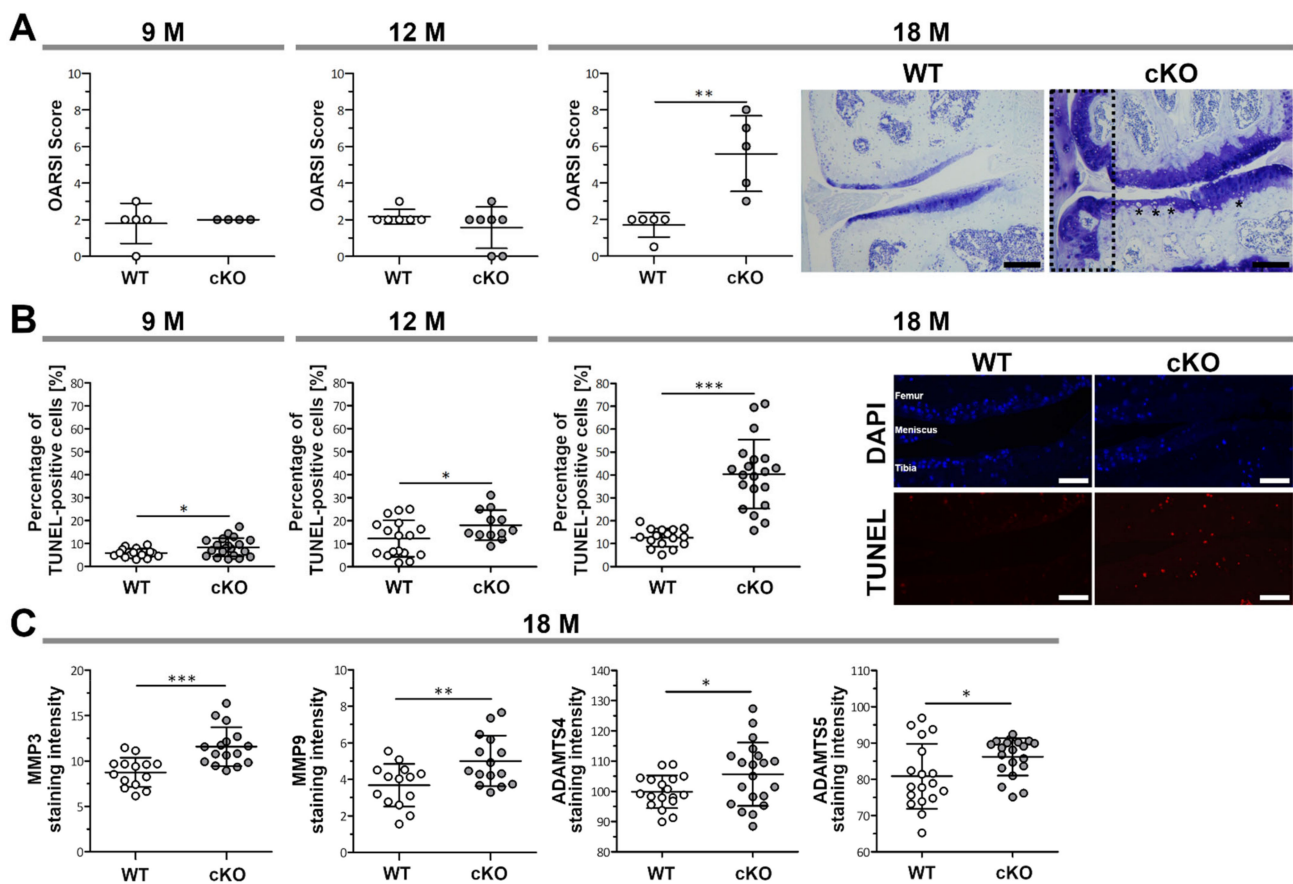 A
9 M
12 M
18 M
OARSI Score
10
8
6
4
2
0
WT
cKO
OARSI Score
10
8
6
4
2
0
WT
cKO
OARSI Score
10
8
6
4
2
0
**
WT
cKO
WT
cKO
* * * *
B
9 M
12 M
18 M
Percentage of
TUNEL-positive cells [%]
80
70
60
50
40
30
20
10
0
*
WT
cKO
Percentage of
TUNEL-positive cells [%]
80
70
60
50
40
30
20
10
0
*
WT
cKO
Percentage of
TUNEL-positive cells [%]
80
70
60
50
40
30
20
10
0
***
WT
cKO
WT
cKO
DAPI
Femur
Meniscus
Tibia
TUNEL
C
18 M
MMP3
staining intensity
20
15
10
5
0
***
WT
cKO
MMP9
staining intensity
10
8
6
4
2
0
**
WT
cKO
ADAMTS4
staining intensity
140
130
120
110
100
90
80
*
WT
cKO
ADAMTS5
staining intensity
110
100
90
80
70
60
*
WT
cKO